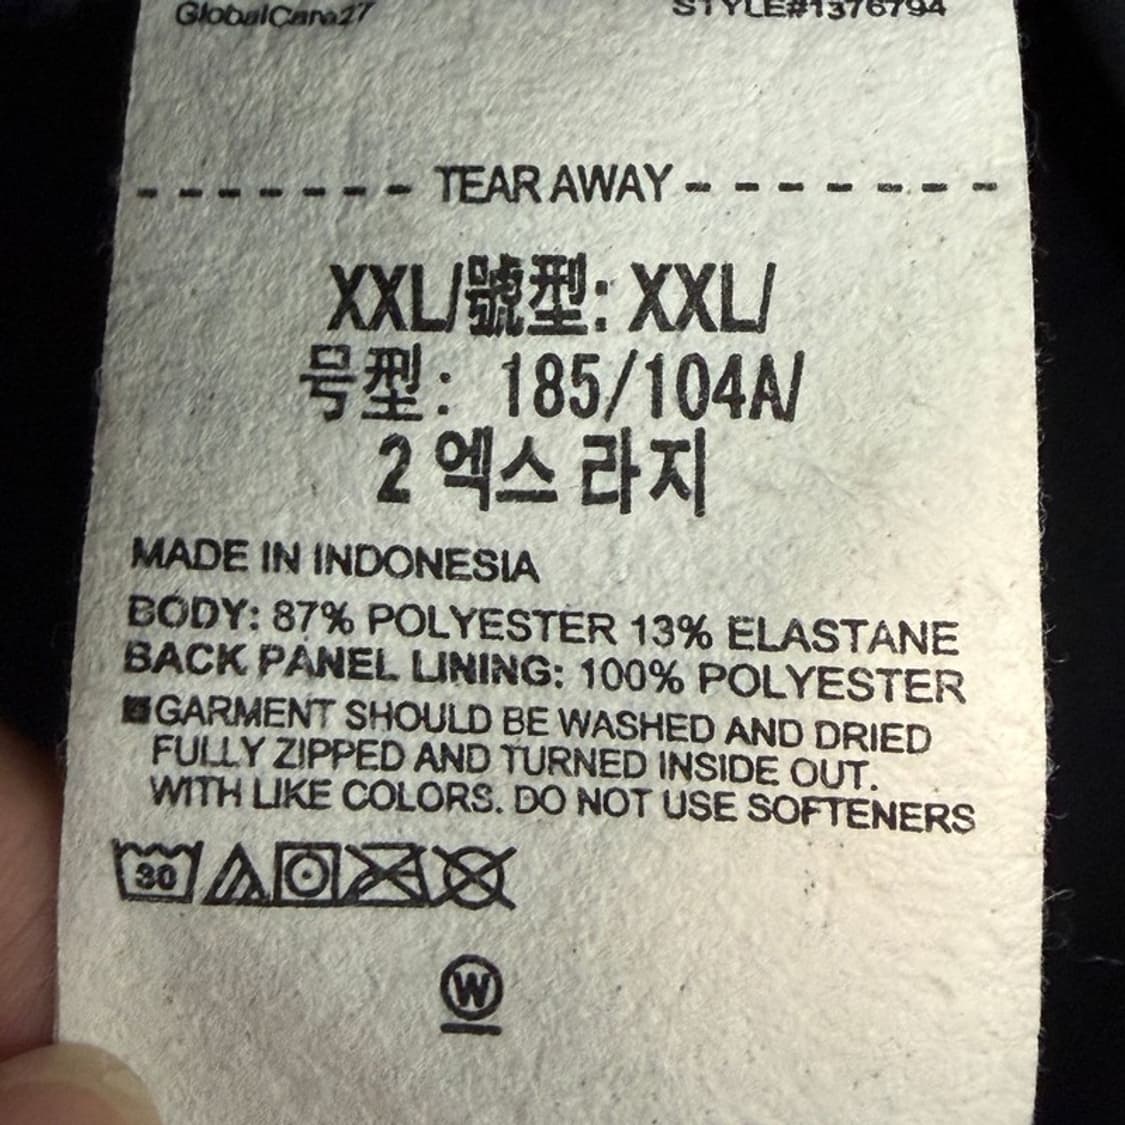 GlobalCare27
STYLE#1376794
TEAR AWAY
XXL/號型: XXL/
号型: 185/104A/
2 엑스 라지
MADE IN INDONESIA
BODY: 87% POLYESTER 13% ELASTANE
BACK PANEL LINING: 100% POLYESTER
GARMENT SHOULD BE WASHED AND DRIED
FULLY ZIPPED AND TURNED INSIDE OUT.
WITH LIKE COLORS. DO NOT USE SOFTENERS
30
W